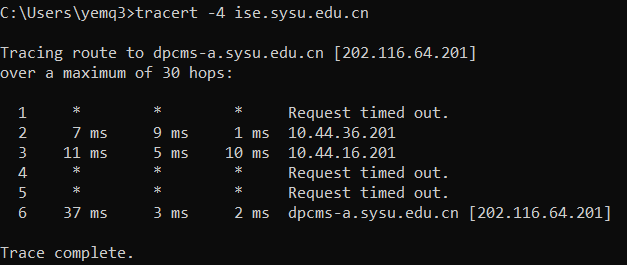 C:\Users\yemq3>tracert -4 ise.sysu.edu.cn
Tracing route to dpcms-a.sysu.edu.cn [202.116.64.201]
over a maximum of 30 hops:
1 * * * Request timed out.
2 7 ms 9 ms 1 ms 10.44.36.201
3 11 ms 5 ms 10 ms 10.44.16.201
4 * * * Request timed out.
5 * * * Request timed out.
6 37 ms 3 ms 2 ms dpcms-a.sysu.edu.cn [202.116.64.201]
Trace complete.